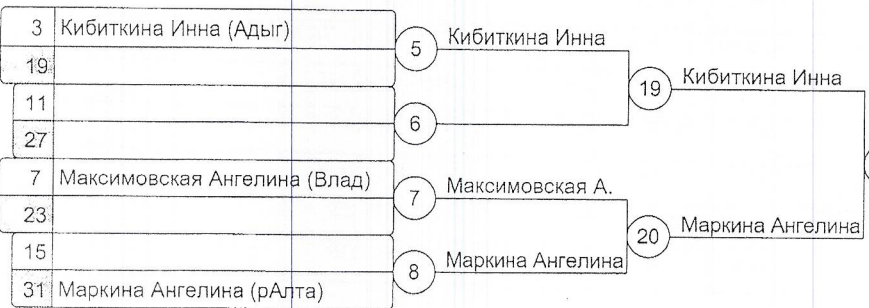 3 Кибиткина Инна (Адыг)
19
5 Кибиткина Инна
19 Кибиткина Инна
11
27
6
7 Максимовская Ангелина (Влад)
23
7 Максимовская А.
20 Маркина Ангелина
15
31 Маркина Ангелина (рАлта)
8 Маркина Ангелина